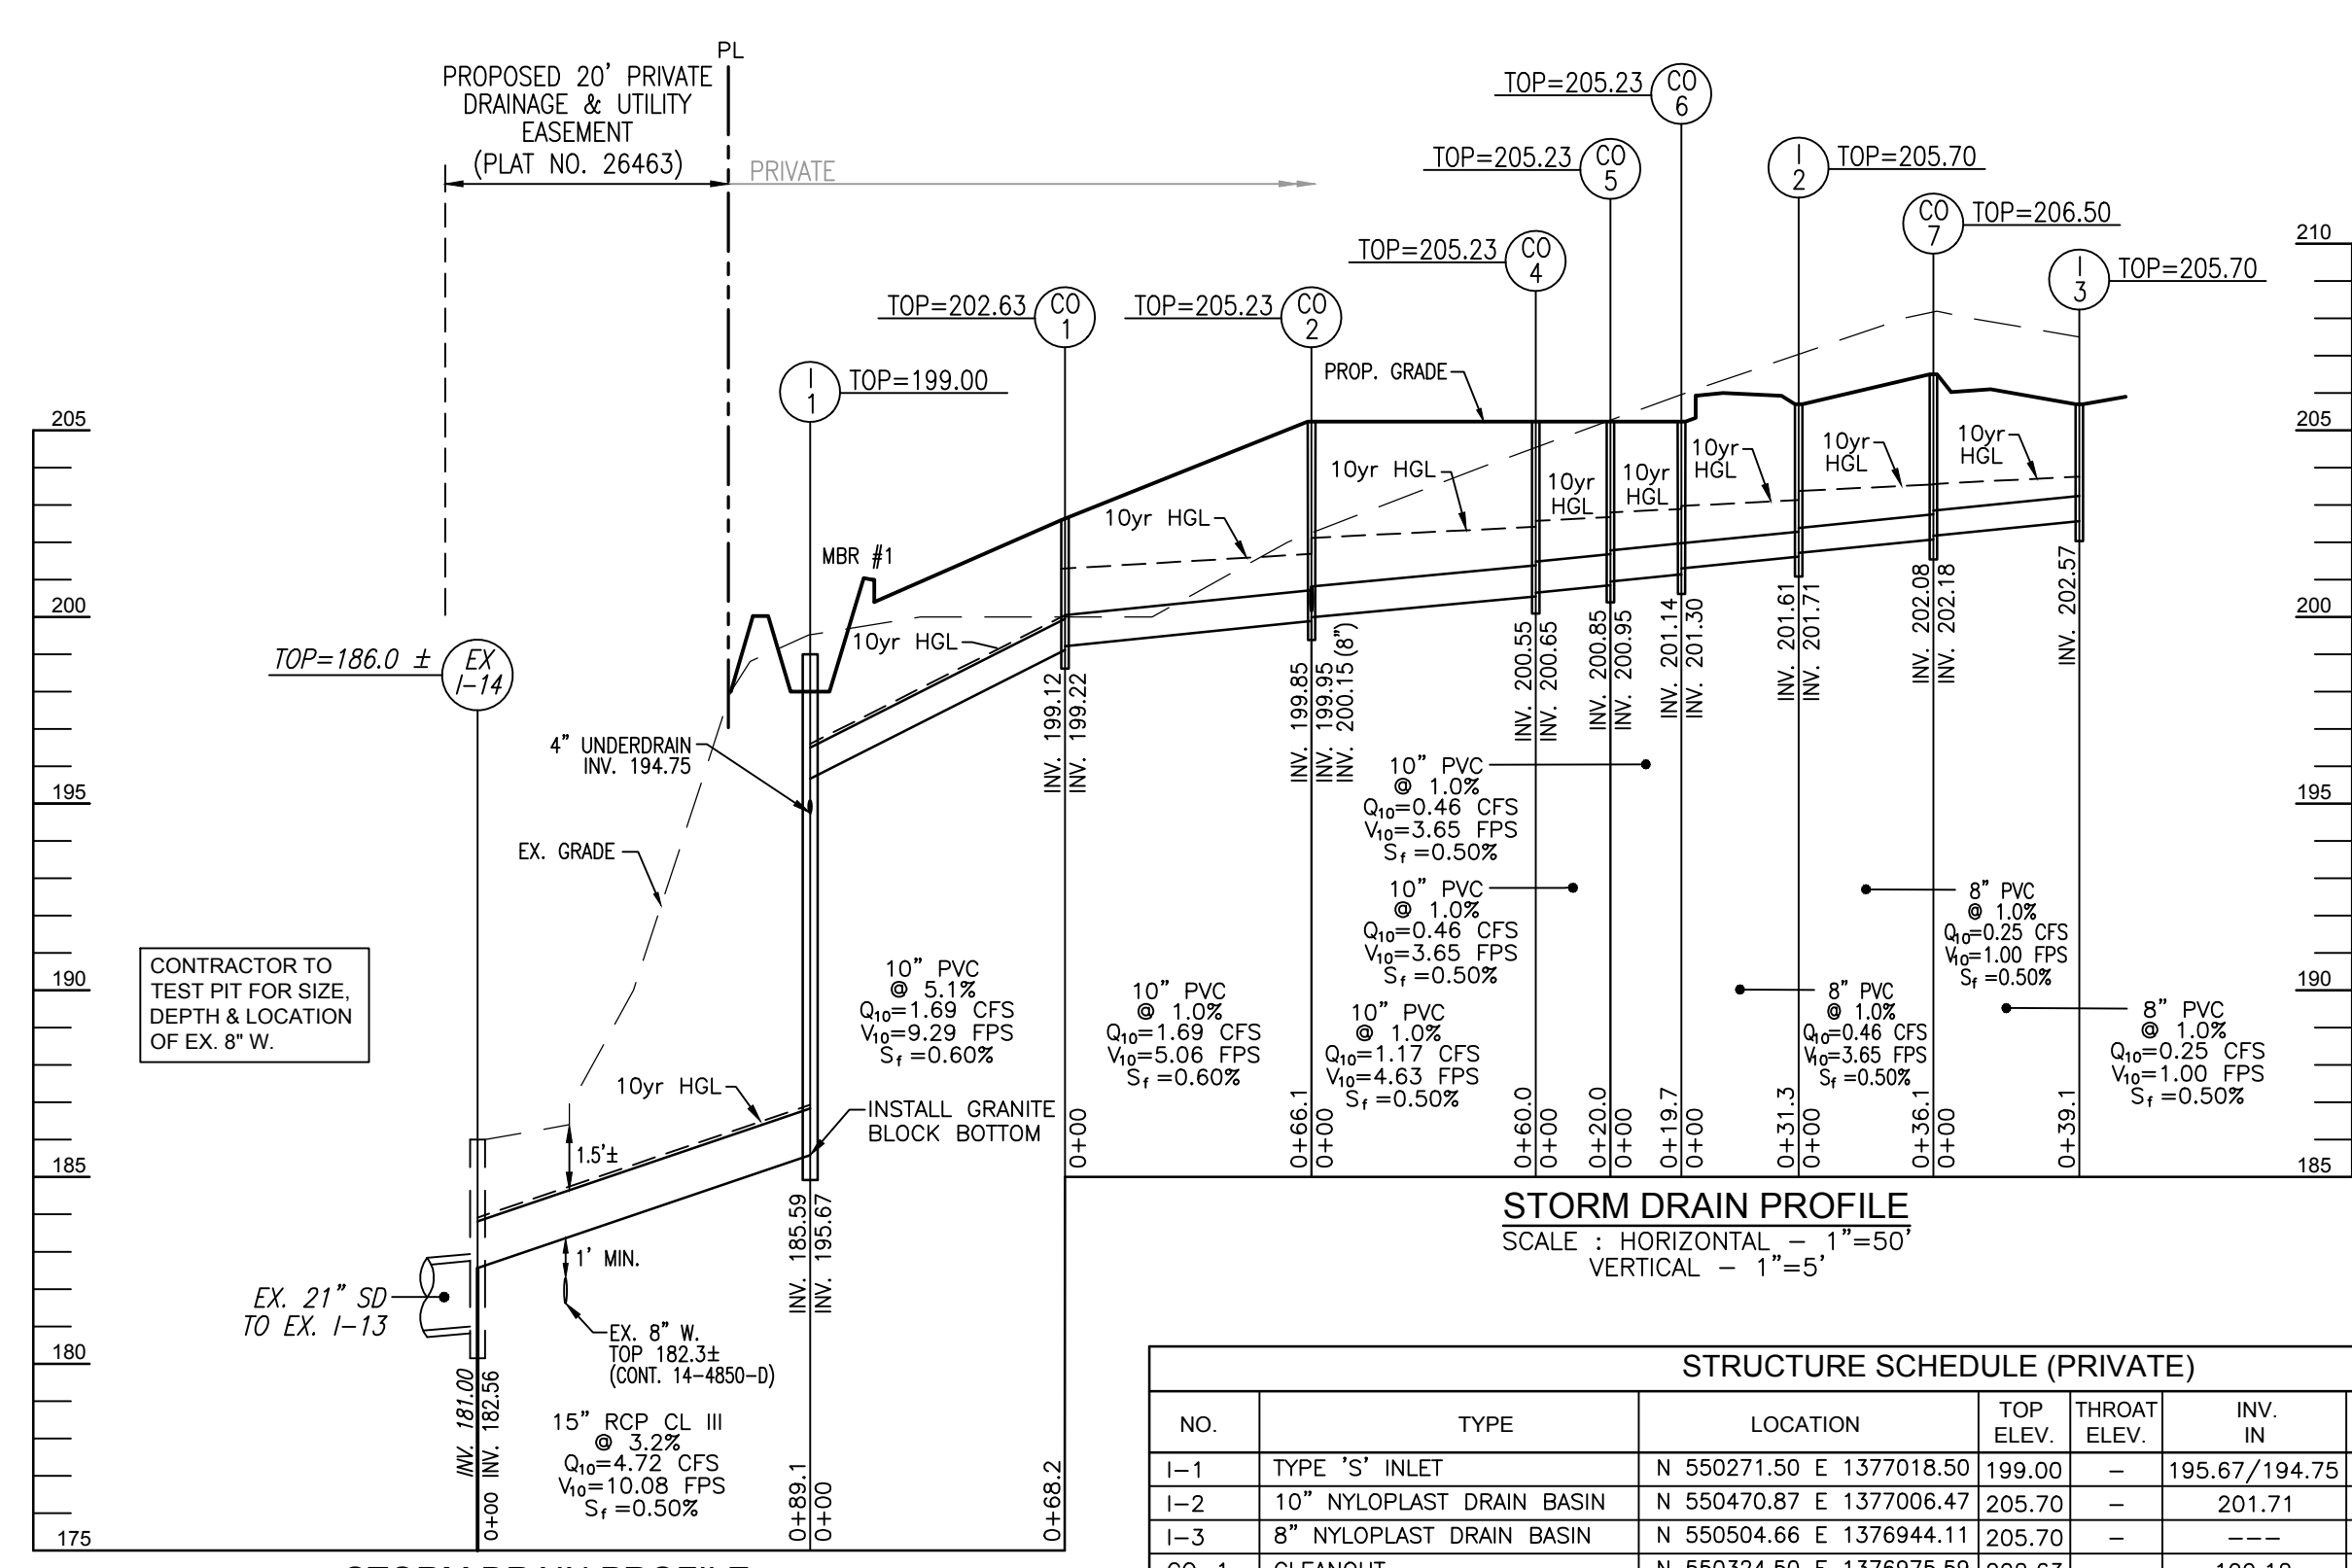 PL
PROPOSED 20' PRIVATE
DRAINAGE & UTILITY
EASEMENT
(PLAT NO. 26463)
PRIVATE
TOP=205.23
CO
6
TOP=205.23
CO
5
I
2
TOP=205.70
CO
7
TOP=206.50
TOP=205.23
CO
4
I
3
TOP=205.70
TOP=202.63
CO
1
TOP=205.23
CO
2
I
1
TOP=199.00
PROP. GRADE
210
205
200
195
190
185
180
175
205
200
195
190
185
10yr HGL
10yr HGL
10yr
HGL
10yr
HGL
10yr
HGL
10yr
HGL
10yr
HGL
MBR #1
10yr HGL
TOP=186.0 ±
EX
I-14
4" UNDERDRAIN
INV. 194.75
EX. GRADE
INV. 199.12
INV. 199.22
INV. 199.85
INV. 199.95
INV. 200.15 (8")
INV. 200.55
INV. 200.65
INV. 200.85
INV. 200.95
INV. 201.14
INV. 201.30
INV. 201.61
INV. 201.71
INV. 202.08
INV. 202.18
INV. 202.57
10" PVC
@ 1.0%
Q10=0.46 CFS
V10=3.65 FPS
Sf =0.50%
10" PVC
@ 1.0%
Q10=0.46 CFS
V10=3.65 FPS
Sf =0.50%
8" PVC
@ 1.0%
Q10=0.25 CFS
V10=1.00 FPS
Sf =0.50%
CONTRACTOR TO
TEST PIT FOR SIZE,
DEPTH & LOCATION
OF EX. 8" W.
10" PVC
@ 5.1%
Q10=1.69 CFS
V10=9.29 FPS
Sf =0.60%
10" PVC
@ 1.0%
Q10=1.69 CFS
V10=5.06 FPS
Sf =0.60%
10" PVC
@ 1.0%
Q10=1.17 CFS
V10=4.63 FPS
Sf =0.50%
8" PVC
@ 1.0%
Q10=0.46 CFS
V10=3.65 FPS
Sf =0.50%
8" PVC
@ 1.0%
Q10=0.25 CFS
V10=1.00 FPS
Sf =0.50%
10yr HGL
INSTALL GRANITE
BLOCK BOTTOM
1.5'±
1' MIN.
0+00
0+66.1
0+00
0+60.0
0+00
0+20.0
0+00
0+19.7
0+00
0+31.3
0+00
0+36.1
0+00
0+39.1
STORM DRAIN PROFILE
SCALE : HORIZONTAL - 1"=50'
VERTICAL - 1"=5'
INV. 185.59
INV. 195.67
EX. 21" SD
TO EX. I-13
EX. 8" W.
TOP 182.3±
(CONT. 14-4850-D)
INV. 181.00
INV. 182.56
15" RCP CL III
@ 3.2%
Q10=4.72 CFS
V10=10.08 FPS
Sf =0.50%
0+00
0+89.1
0+00
0+68.2
STORM DRAIN PROFILE
STRUCTURE SCHEDULE (PRIVATE)
NO. TYPE LOCATION TOP ELEV. THROAT ELEV. INV. IN
I-1 TYPE 'S' INLET N 550271.50 E 1377018.50 199.00 - 195.67/194.75
I-2 10" NYLOPLAST DRAIN BASIN N 550470.87 E 1377006.47 205.70 - 201.71
I-3 8" NYLOPLAST DRAIN BASIN N 550504.66 E 1376944.11 205.70 - ---
CO-1 CLEANOUT N 550324.50 E 1376975.59 202.63 - 199.12